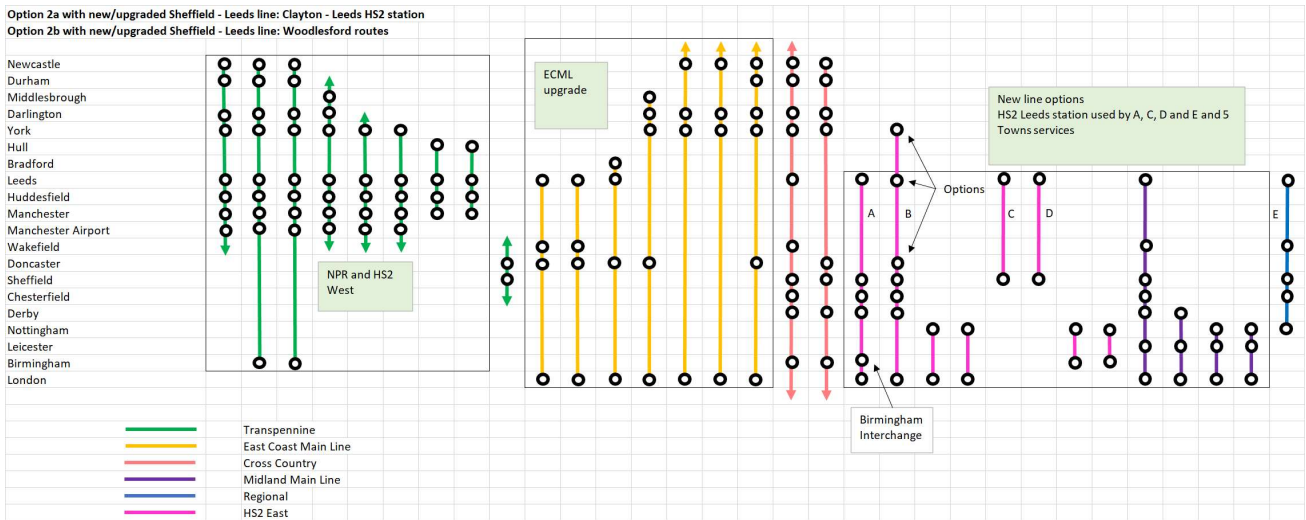 Option 2a with new/upgraded Sheffield - Leeds line: Clayton - Leeds HS2 station
Option 2b with new/upgraded Sheffield - Leeds line: Woodlesford routes
Newcastle
Durham
Middlesbrough
Darlington
York
Hull
Bradford
Leeds
Huddesfield
Manchester
Manchester Airport
Wakefield
Doncaster
Sheffield
Chesterfield
Derby
Nottingham
Leicester
Birmingham
London
NPR and HS2
West
ECML
upgrade
New line options
HS2 Leeds station used by A, C, D and E and 5
Towns services
Options
A
B
C
D
E
Birmingham
Interchange
Transpennine
East Coast Main Line
Cross Country
Midland Main Line
Regional
HS2 East